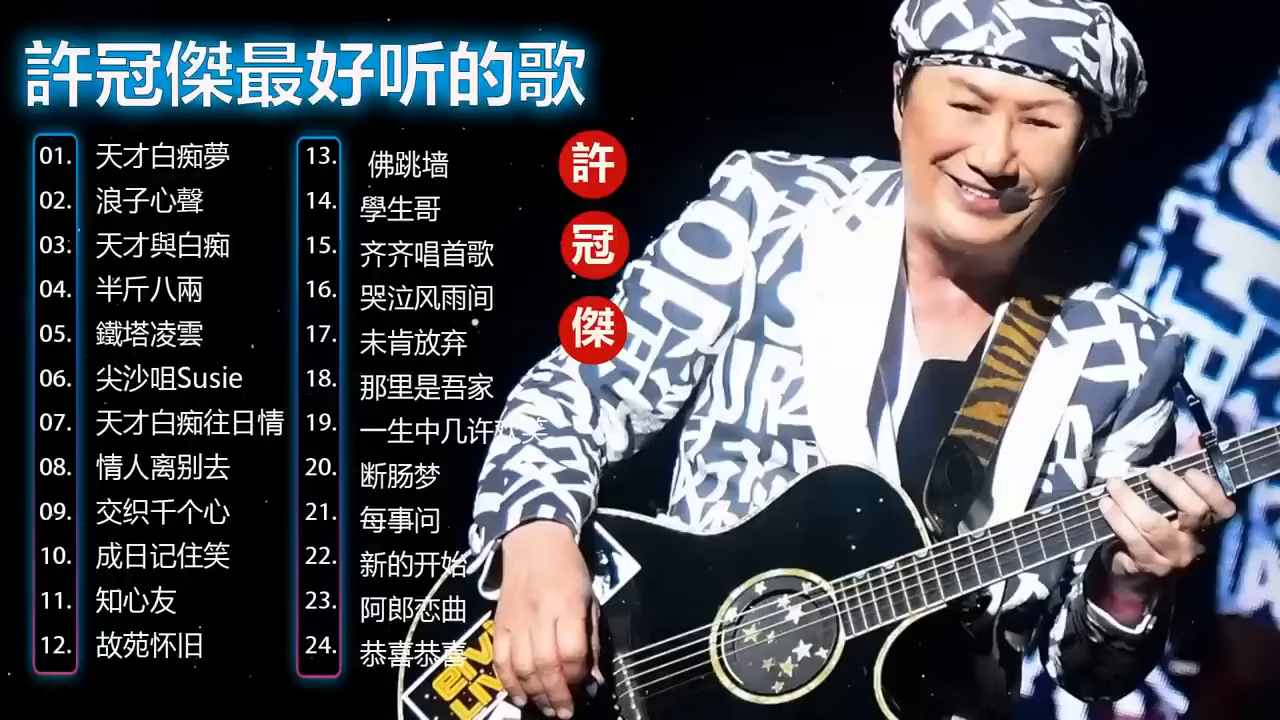 許冠傑最好听的歌
01. 天才白痴夢
02. 浪子心聲
03. 天才與白痴
04. 半斤八兩
05. 鐵塔凌雲
06. 尖沙咀Susie
07. 天才白痴往日情
08. 情人离别去
09. 交织千个心
10. 成日记住笑
11. 知心友
12. 故苑怀旧
13. 佛跳墙
14. 學生哥
15. 齐齐唱首歌
16. 哭泣风雨间
17. 未肯放弃
18. 那里是吾家
19. 一生中几许欢笑
20. 断肠梦
21. 每事问
22. 新的开始
23. 阿郎恋曲
24. 恭喜恭喜
許
冠
傑